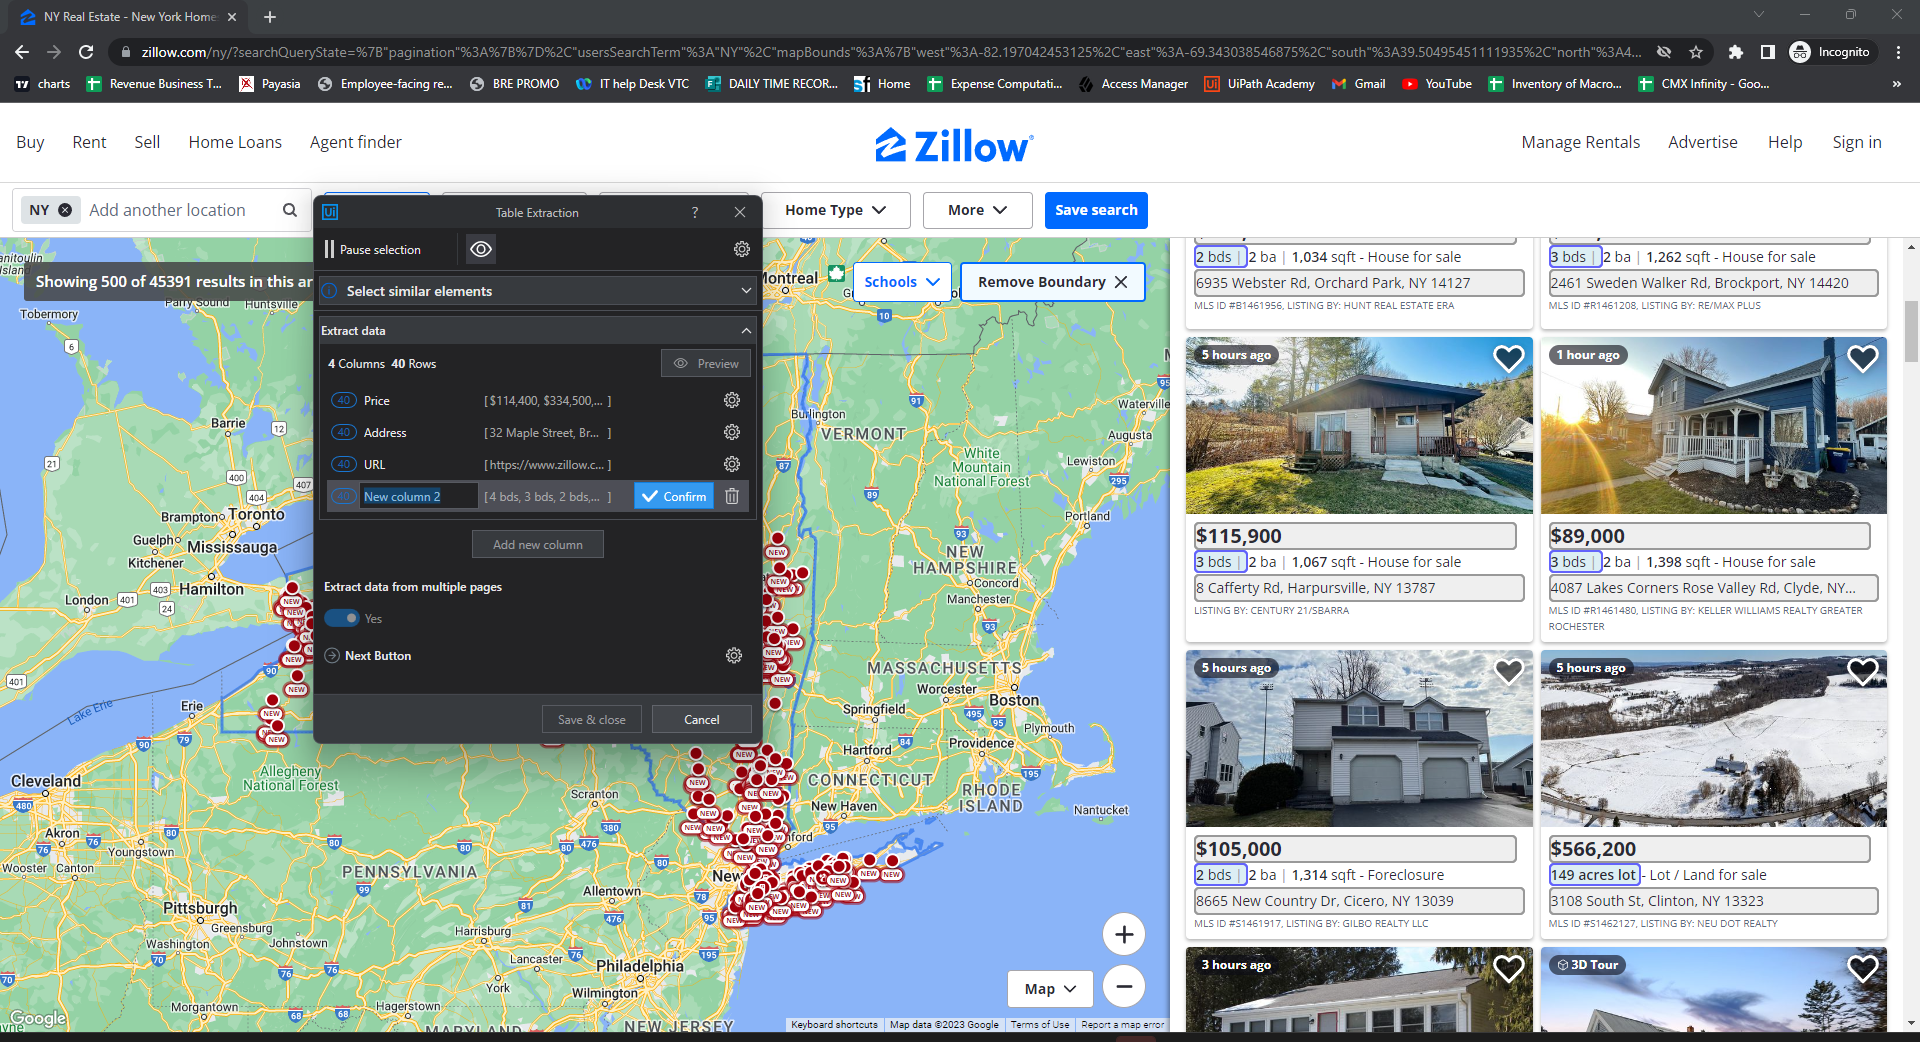 NY Real Estate - New York Home
zillow.com/ny/?searchQueryState=%7B"pagination"%3A%7B%7D%2C"usersSearchTerm"%3A"NY"%2C"mapBounds"%3A%7B"west"%3A-82.197042453125%2C"east"%3A-69.343038546875%2C"south"%3A39.50495451111935%2C"north"%3A4...
Incognito
charts
Revenue Business T...
Payasia
Employee-facing re...
BRE PROMO
IT help Desk VTC
DAILY TIME RECOR...
Home
Expense Computati...
Access Manager
UiPath Academy
Gmail
YouTube
Inventory of Macro...
CMX Infinity - Goo...
»
Buy
Rent
Sell
Home Loans
Agent finder
Zillow
Manage Rentals
Advertise
Help
Sign in
NY
Add another location
Home Type
More
Save search
Showing 500 of 45391 results in this ar
Schools
Remove Boundary
Ui
Table Extraction
?
Pause selection
Select similar elements
Extract data
4 Columns 40 Rows
Preview
40 Price [ $114,400, $334,500,... ]
40 Address [ 32 Maple Street, Br... ]
40 URL [ https://www.zillow.c... ]
40 New column 2 [ 4 bds, 3 bds, 2 bds,... ] Confirm
Add new column
Extract data from multiple pages
Yes
Next Button
Save & close
Cancel
2 bds | 2 ba | 1,034 sqft - House for sale
6935 Webster Rd, Orchard Park, NY 14127
MLS ID #B1461956, LISTING BY: HUNT REAL ESTATE ERA
3 bds | 2 ba | 1,262 sqft - House for sale
2461 Sweden Walker Rd, Brockport, NY 14420
MLS ID #R1461208, LISTING BY: RE/MAX PLUS
5 hours ago
$115,900
3 bds | 2 ba | 1,067 sqft - House for sale
8 Cafferty Rd, Harpursville, NY 13787
LISTING BY: CENTURY 21/SBARRA
1 hour ago
$89,000
3 bds | 2 ba | 1,398 sqft - House for sale
4087 Lakes Corners Rose Valley Rd, Clyde, NY...
MLS ID #R1461480, LISTING BY: KELLER WILLIAMS REALTY GREATER
ROCHESTER
5 hours ago
$105,000
2 bds | 2 ba | 1,314 sqft - Foreclosure
8665 New Country Dr, Cicero, NY 13039
MLS ID #S1461917, LISTING BY: GILBO REALTY LLC
5 hours ago
$566,200
149 acres lot - Lot / Land for sale
3108 South St, Clinton, NY 13323
MLS ID #S1462127, LISTING BY: NEU DOT REALTY
3 hours ago
3D Tour
Parry Sound
Huntsville
Tobermory
Barrie
Brampton
Toronto
Guelph
Mississauga
Kitchener
Hamilton
London
Lake Erie
Erie
Cleveland
Allegheny
National Forest
Akron
Youngstown
Wooster
Canton
PENNSYLVANIA
Pittsburgh
Greensburg
Washington
Johnstown
Morgantown
Hagerstown
MARYLAND
Scranton
Allentown
Harrisburg
Lancaster
York
Philadelphia
Wilmington
NEW JERSEY
New
Montreal
Burlington
VERMONT
White
Mountain
National Forest
Waterville
Augusta
Lewiston
Portland
NEW
HAMPSHIRE
Concord
Manchester
MASSACHUSETTS
Worcester
Boston
Springfield
Plymouth
Hartford
Providence
CONNECTICUT
RHODE
ISLAND
New Haven
Nantucket
NEW
Map
Google
Keyboard shortcuts
Map data ©2023 Google
Terms of Use
Report a map error